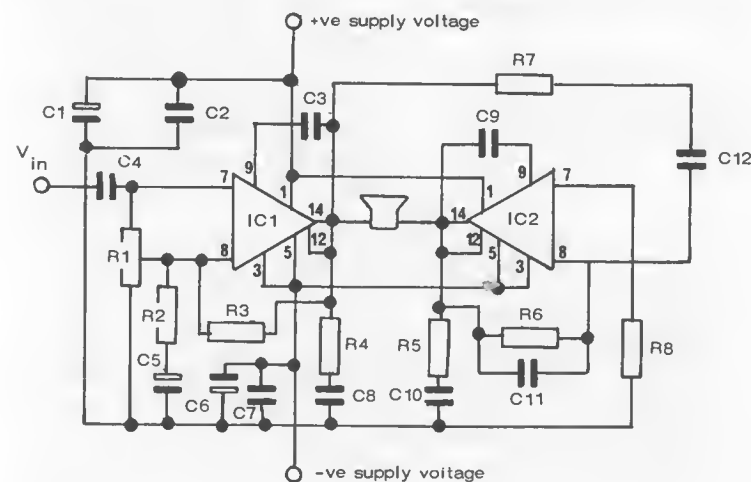 +ve supply voltage
R7
C1
C2
C3
C9
C12
V in
C4
9
9
7
7
1
1
IC1
14
14
IC2
12
12
8
5
5
8
3
3
R1
R2
R3
R4
R5
R6
R8
C5
C6
C7
C8
C10
C11
-ve supply voltage